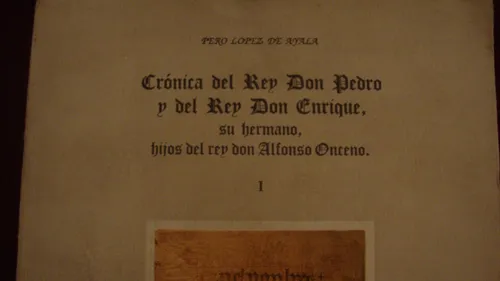 PERO LOPEZ DE AYALA
Crónica del Rey Don Pedro
y del Rey Don Enrique,
su hermano,
hijos del rey don Alfonso Onceno.
I